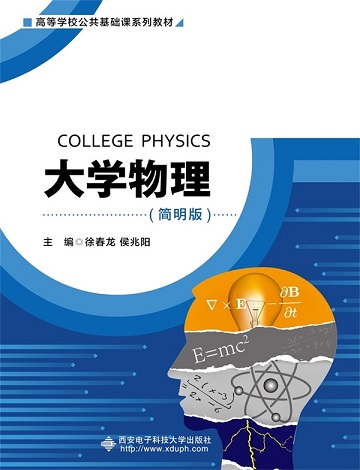 高等学校公共基础课系列教材
COLLEGE PHYSICS
大学物理
(简明版)
主 编 徐春龙 侯兆阳
∇ × E = - ∂B/∂t
E=mc²
西安电子科技大学出版社
http://www.xduph.com